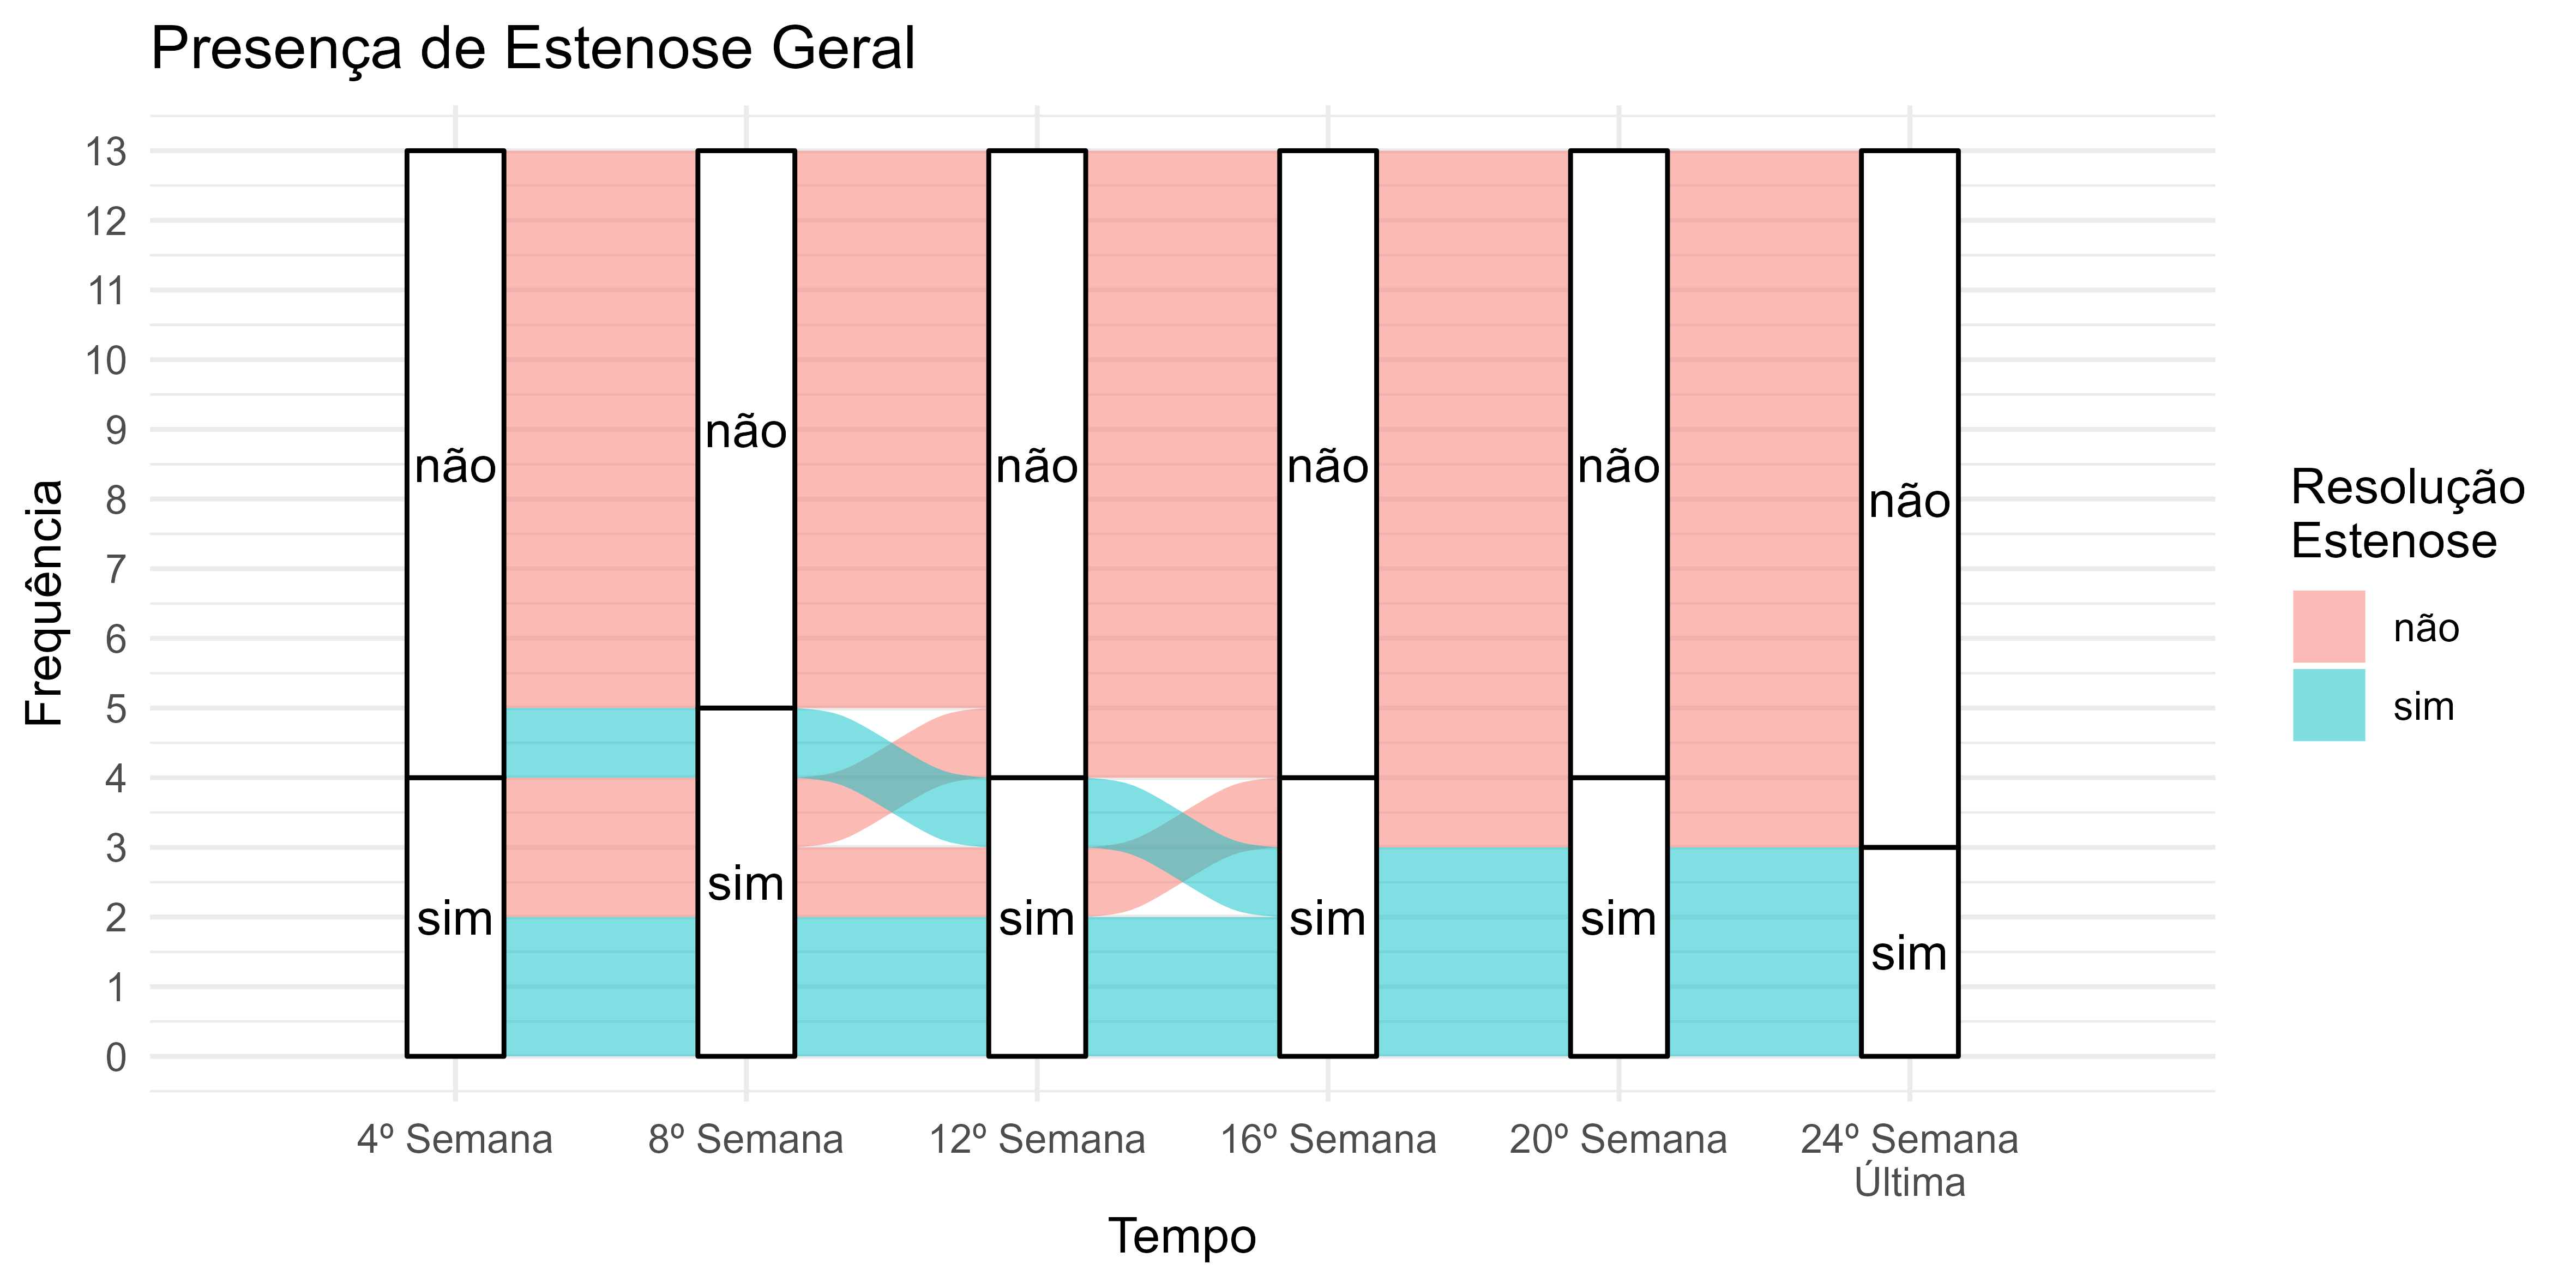 Presença de Estenose Geral
Frequência
13
12
11
10
9
8
7
6
5
4
3
2
1
0
não
sim
não
sim
não
sim
não
sim
não
sim
não
sim
4º Semana
8º Semana
12º Semana
16º Semana
20º Semana
24º Semana
Última
Tempo
Resolução
Estenose
não
sim